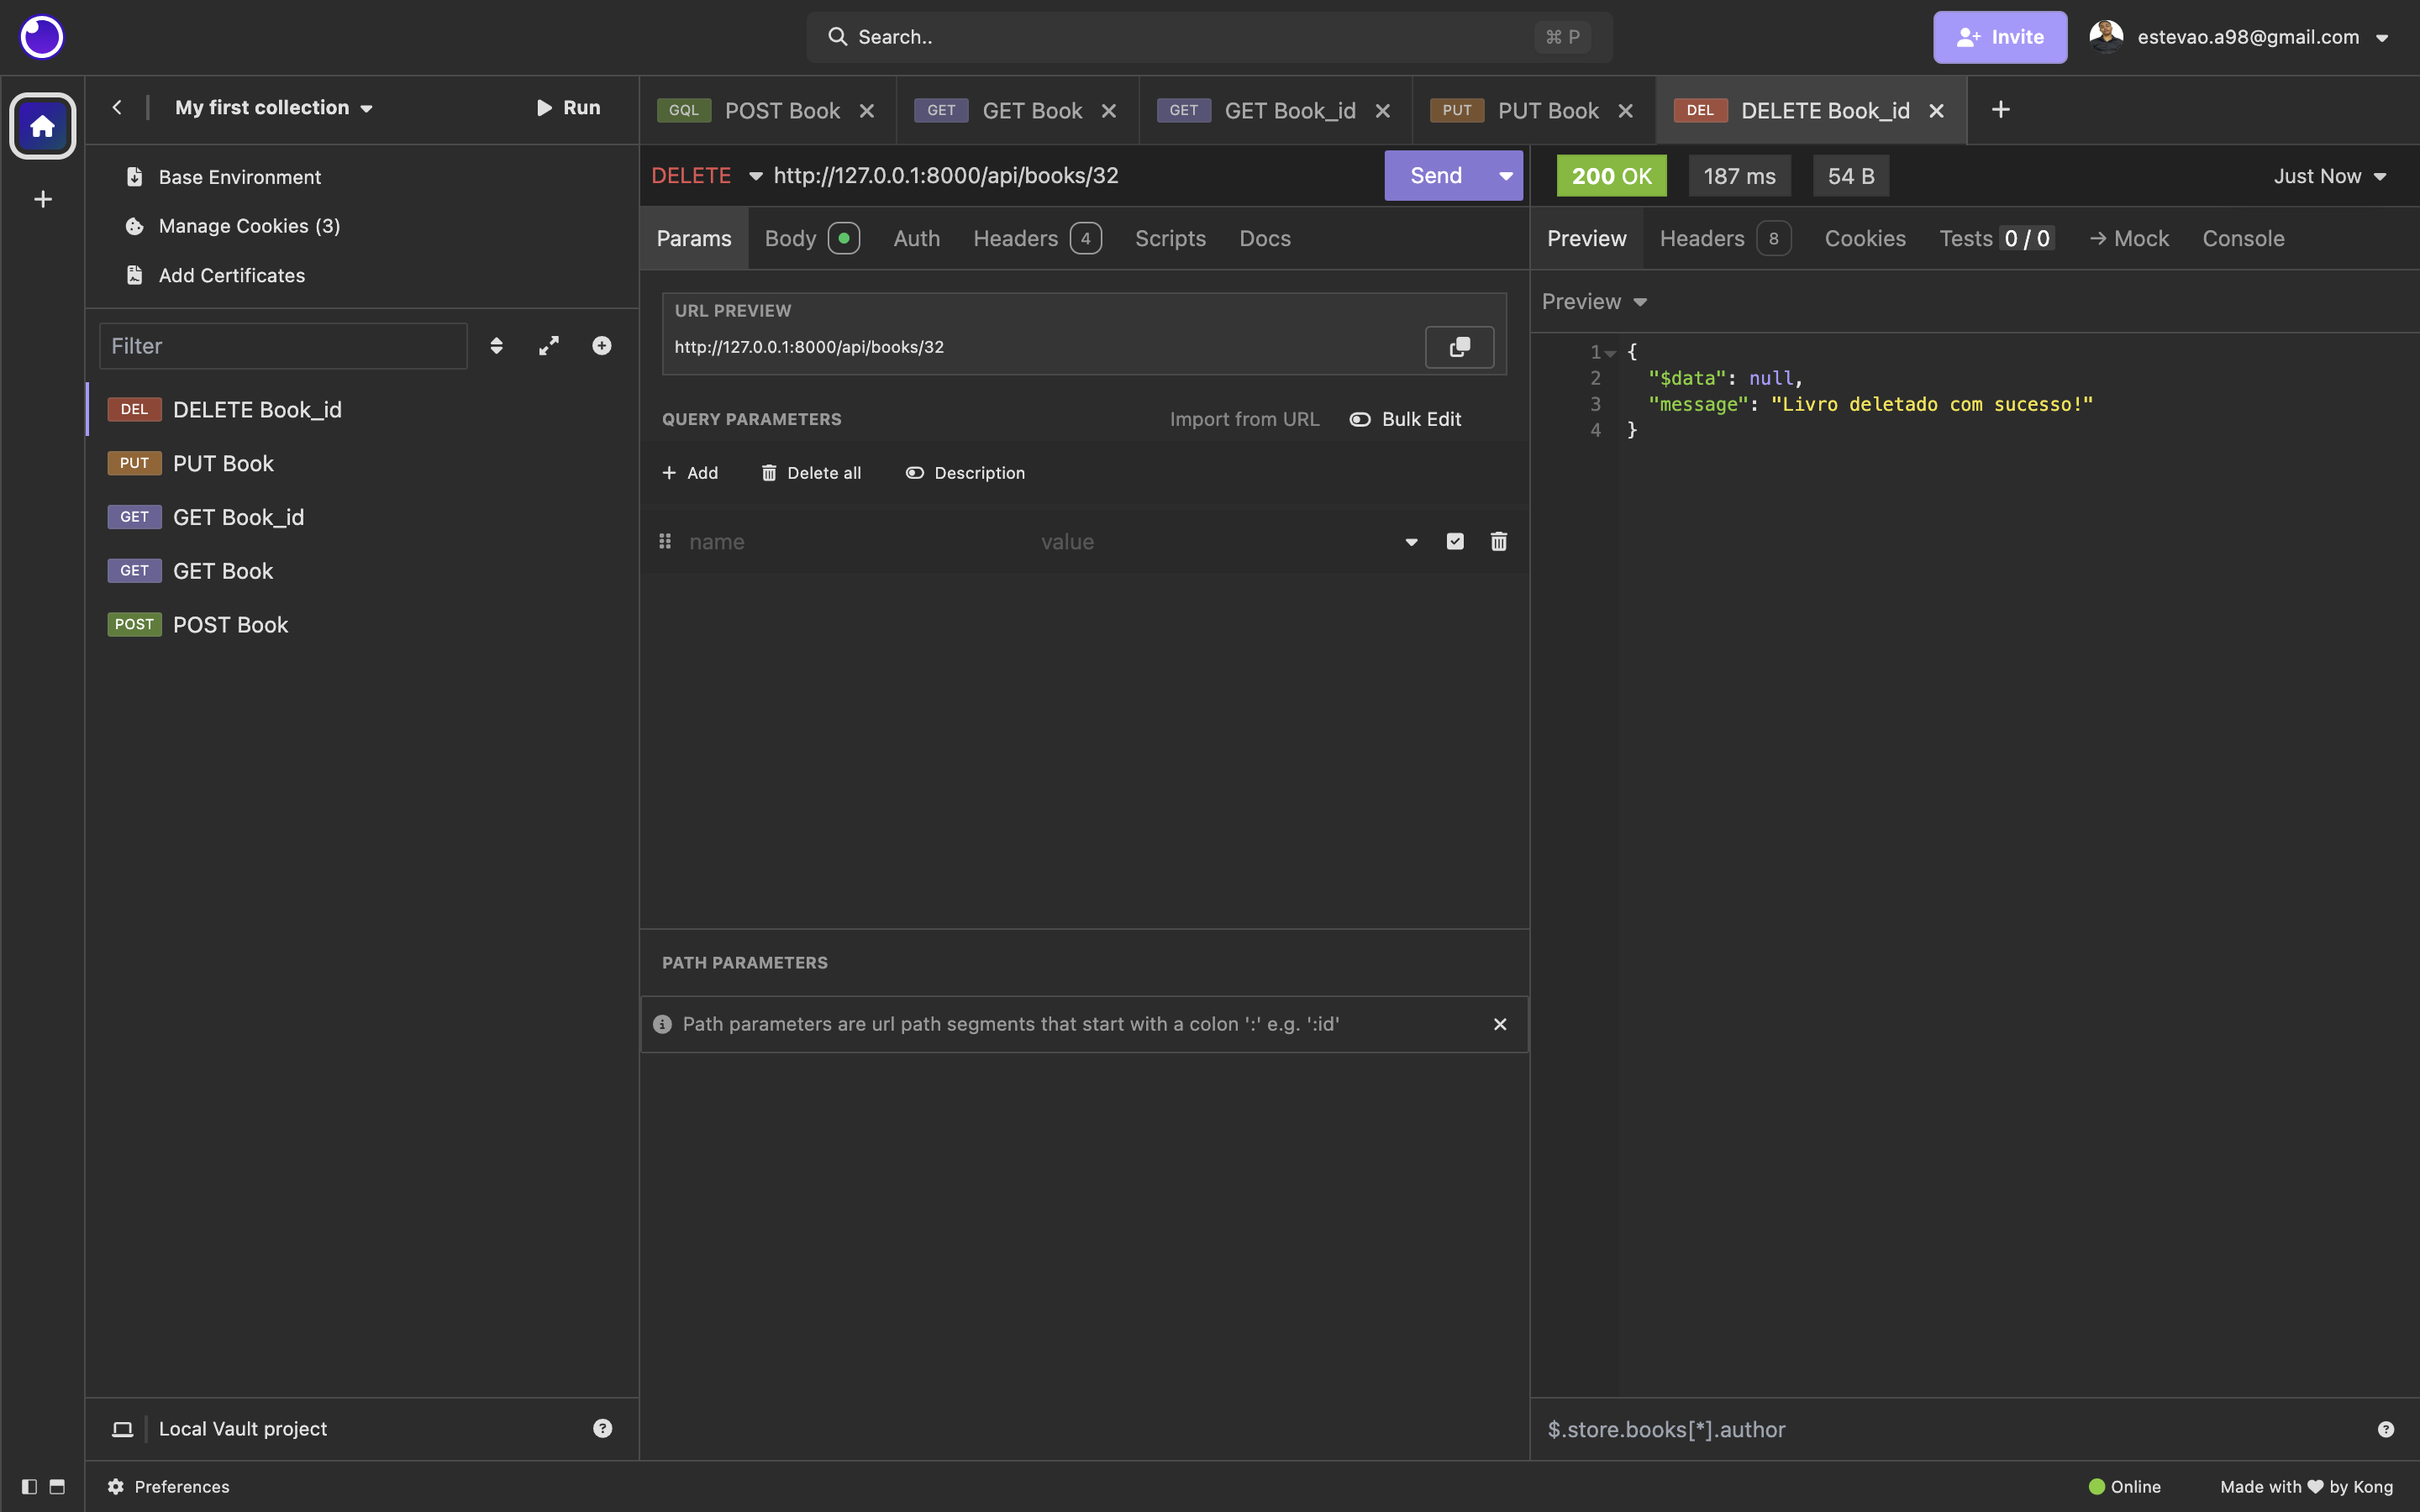 Search..
⌘ P
Invite
estevao.a98@gmail.com
My first collection
Run
Base Environment
Manage Cookies (3)
Add Certificates
Filter
DEL DELETE Book_id
PUT PUT Book
GET GET Book_id
GET GET Book
POST POST Book
Local Vault project
Preferences
GQL POST Book
GET GET Book
GET GET Book_id
PUT PUT Book
DEL DELETE Book_id
DELETE http://127.0.0.1:8000/api/books/32
Send
Params Body Auth Headers 4 Scripts Docs
URL PREVIEW
http://127.0.0.1:8000/api/books/32
QUERY PARAMETERS Import from URL Bulk Edit
Add Delete all Description
name value
PATH PARAMETERS
Path parameters are url path segments that start with a colon ':' e.g. ':id'
200 OK 187 ms 54 B Just Now
Preview Headers 8 Cookies Tests 0 / 0 → Mock Console
Preview
1 {
2 "$data": null,
3 "message": "Livro deletado com sucesso!"
4 }
$.store.books[*].author
Online
Made with ♥ by Kong